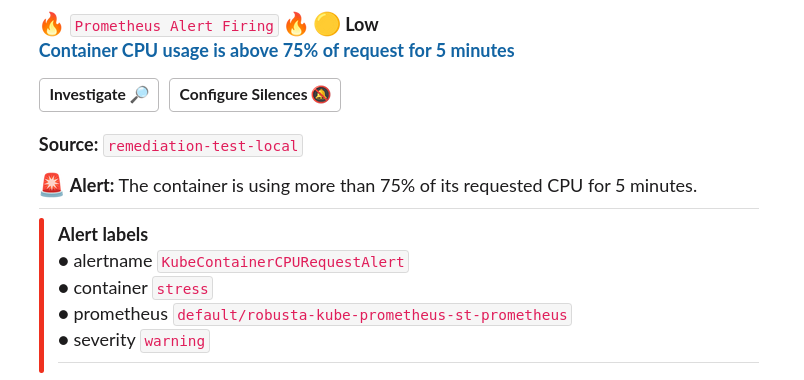 🔥 Prometheus Alert Firing 🔥 🟡 Low
Container CPU usage is above 75% of request for 5 minutes
Investigate 🔎 Configure Silences 🔕
Source: remediation-test-local
🚨 Alert: The container is using more than 75% of its requested CPU for 5 minutes.
Alert labels
● alertname KubeContainerCPURequestAlert
● container stress
● prometheus default/robusta-kube-prometheus-st-prometheus
● severity warning